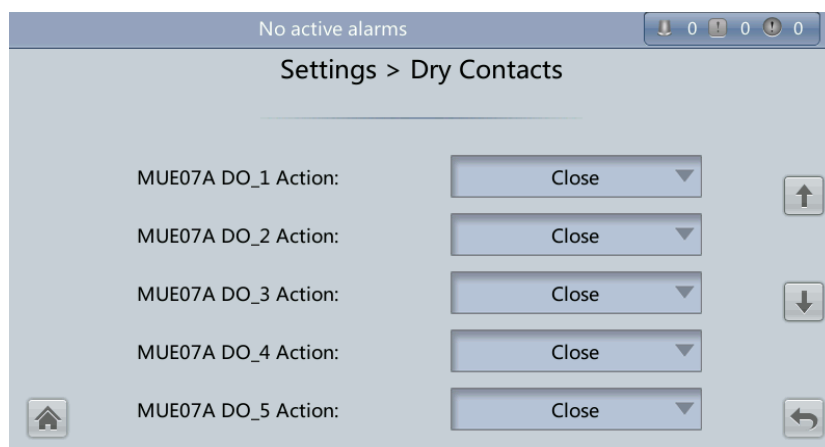 No active alarms 0 0 0
Settings > Dry Contacts
MUE07A DO_1 Action: Close
MUE07A DO_2 Action: Close
MUE07A DO_3 Action: Close
MUE07A DO_4 Action: Close
MUE07A DO_5 Action: Close